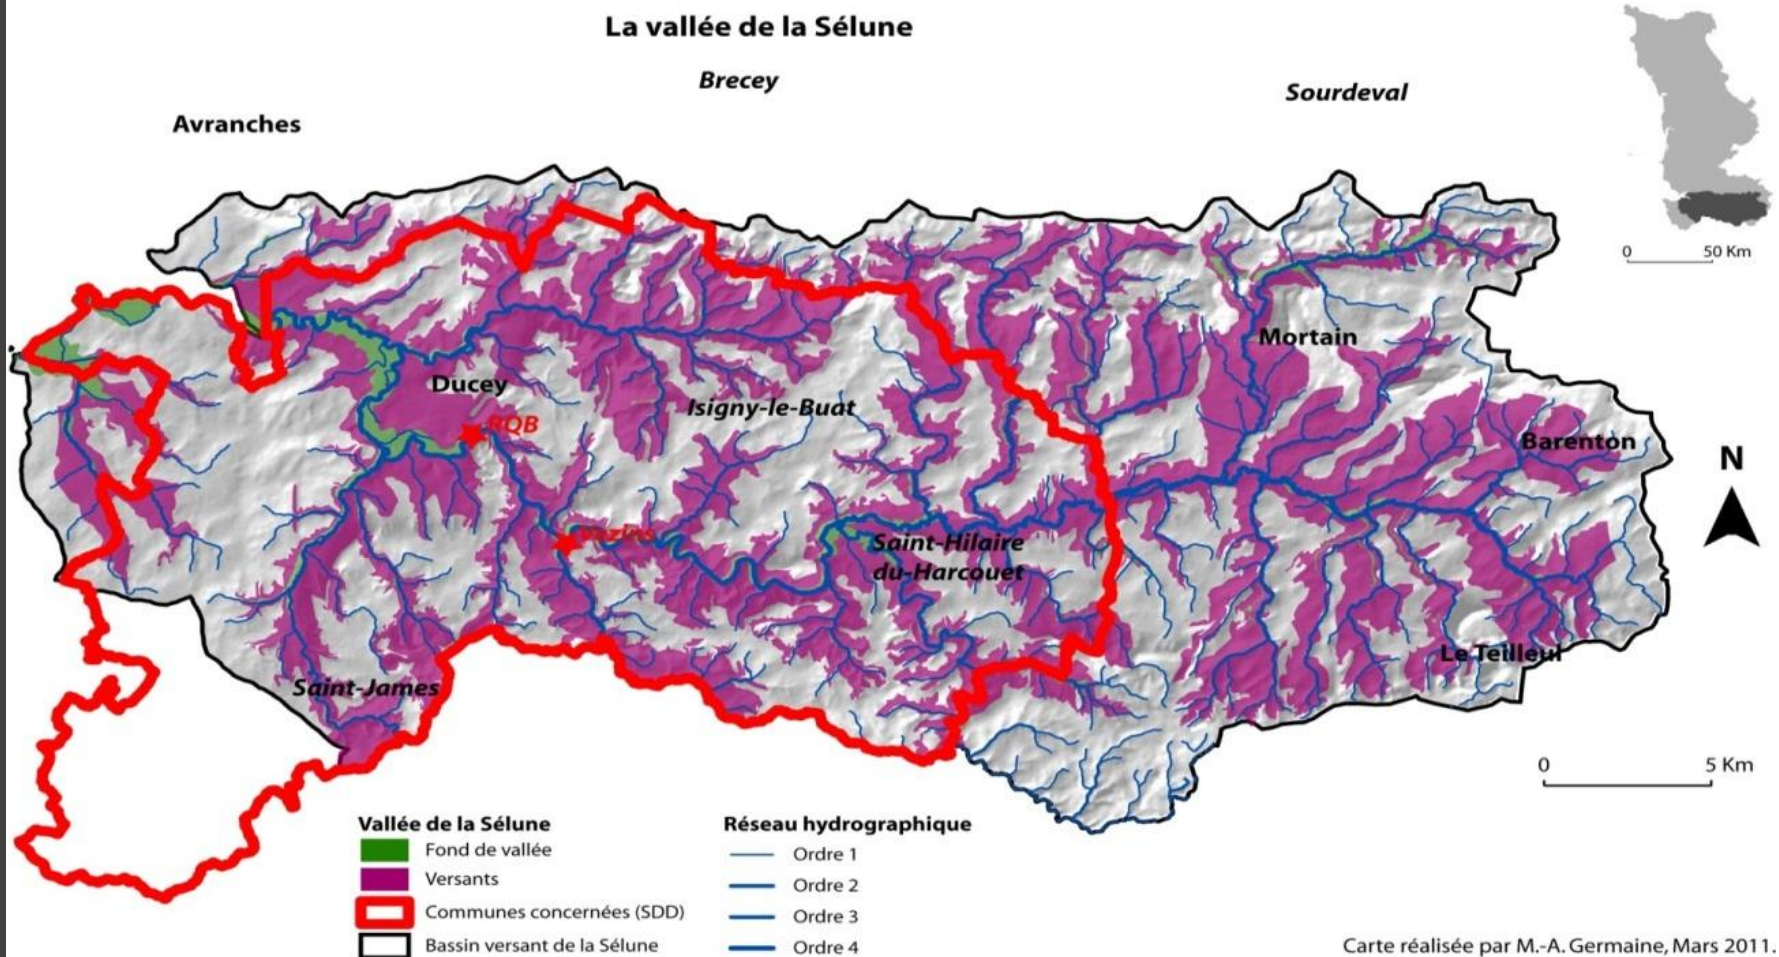 La vallée de la Sélune
Brecey
Sourdeval
Avranches
0 50 Km
Mortain
Ducey
Isigny-le-Buat
RQB
Barenton
N
Vezins
Saint-Hilaire
du-Harcouet
Le Teilleul
Saint-James
0 5 Km
Vallée de la Sélune
Fond de vallée
Versants
Communes concernées (SDD)
Bassin versant de la Sélune
Réseau hydrographique
Ordre 1
Ordre 2
Ordre 3
Ordre 4
Carte réalisée par M.-A. Germaine, Mars 2011.